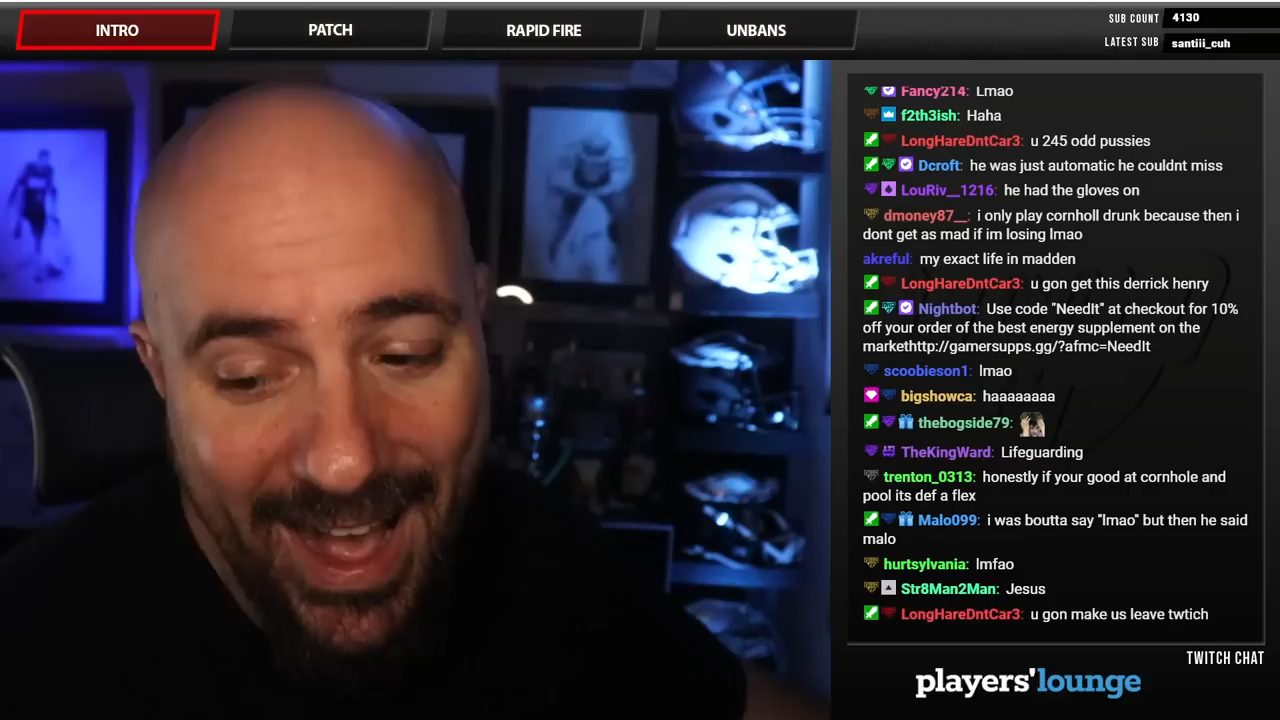 INTRO
PATCH
RAPID FIRE
UNBANS
SUB COUNT 4130
LATEST SUB santiii_cuh
Fancy214: Lmao
f2th3ish: Haha
LongHareDntCar3: u 245 odd pussies
Dcroft: he was just automatic he couldnt miss
LouRiv__1216: he had the gloves on
dmoney87__: i only play cornholl drunk because then i
dont get as mad if im losing lmao
akreful: my exact life in madden
LongHareDntCar3: u gon get this derrick henry
Nightbot: Use code "NeedIt" at checkout for 10%
off your order of the best energy supplement on the
markethttp://gamersupps.gg/?afmc=NeedIt
scoobieson1: lmao
bigshowca: haaaaaaaa
thebogside79:
TheKingWard: Lifeguarding
trenton_0313: honestly if your good at cornhole and
pool its def a flex
Malo099: i was boutta say "lmao" but then he said
malo
hurtsylvania: lmfao
Str8Man2Man: Jesus
LongHareDntCar3: u gon make us leave twtich
TWITCH CHAT
players'lounge